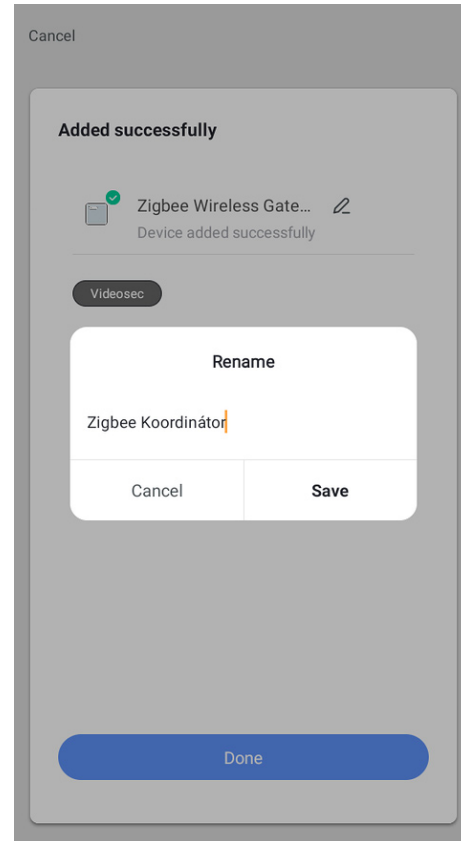 Cancel
Added successfully
Zigbee Wireless Gate...
Device added successfully
Videosec
Rename
Zigbee Koordinátor
Cancel Save
Done